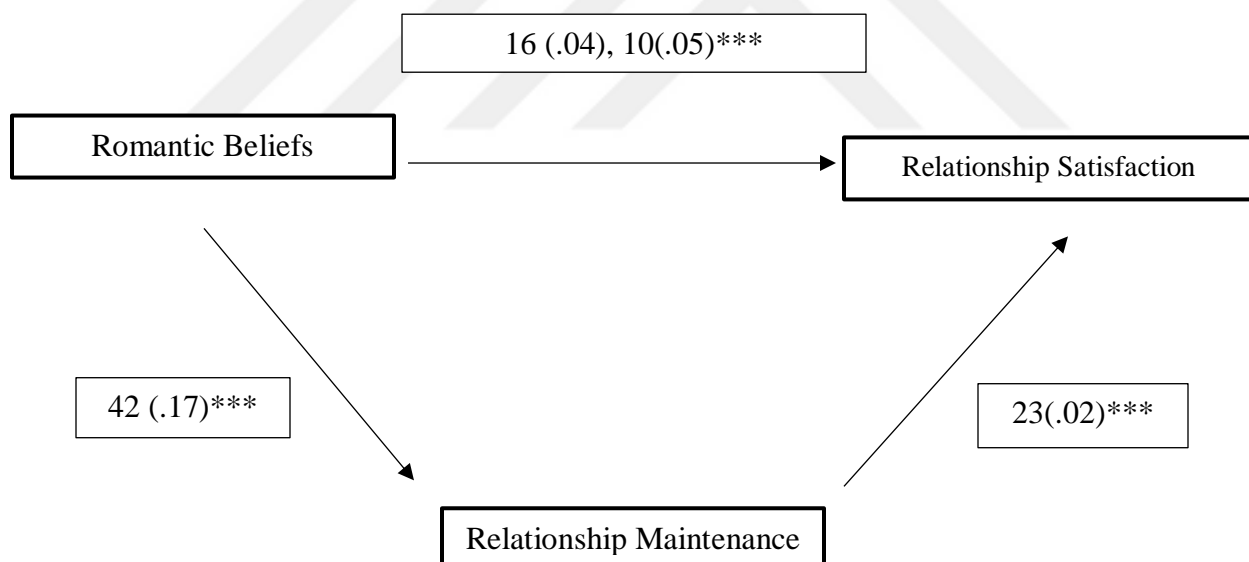 16 (.04), 10(.05)***
Romantic Beliefs
Relationship Satisfaction
42 (.17)***
23(.02)***
Relationship Maintenance